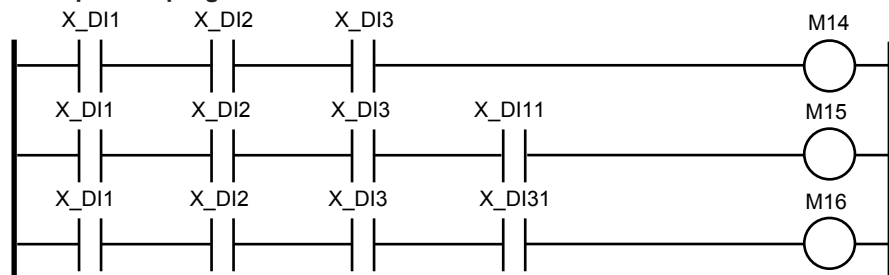 X_DI1 X_DI2 X_DI3 M14
X_DI1 X_DI2 X_DI3 X_DI11 M15
X_DI1 X_DI2 X_DI3 X_DI31 M16